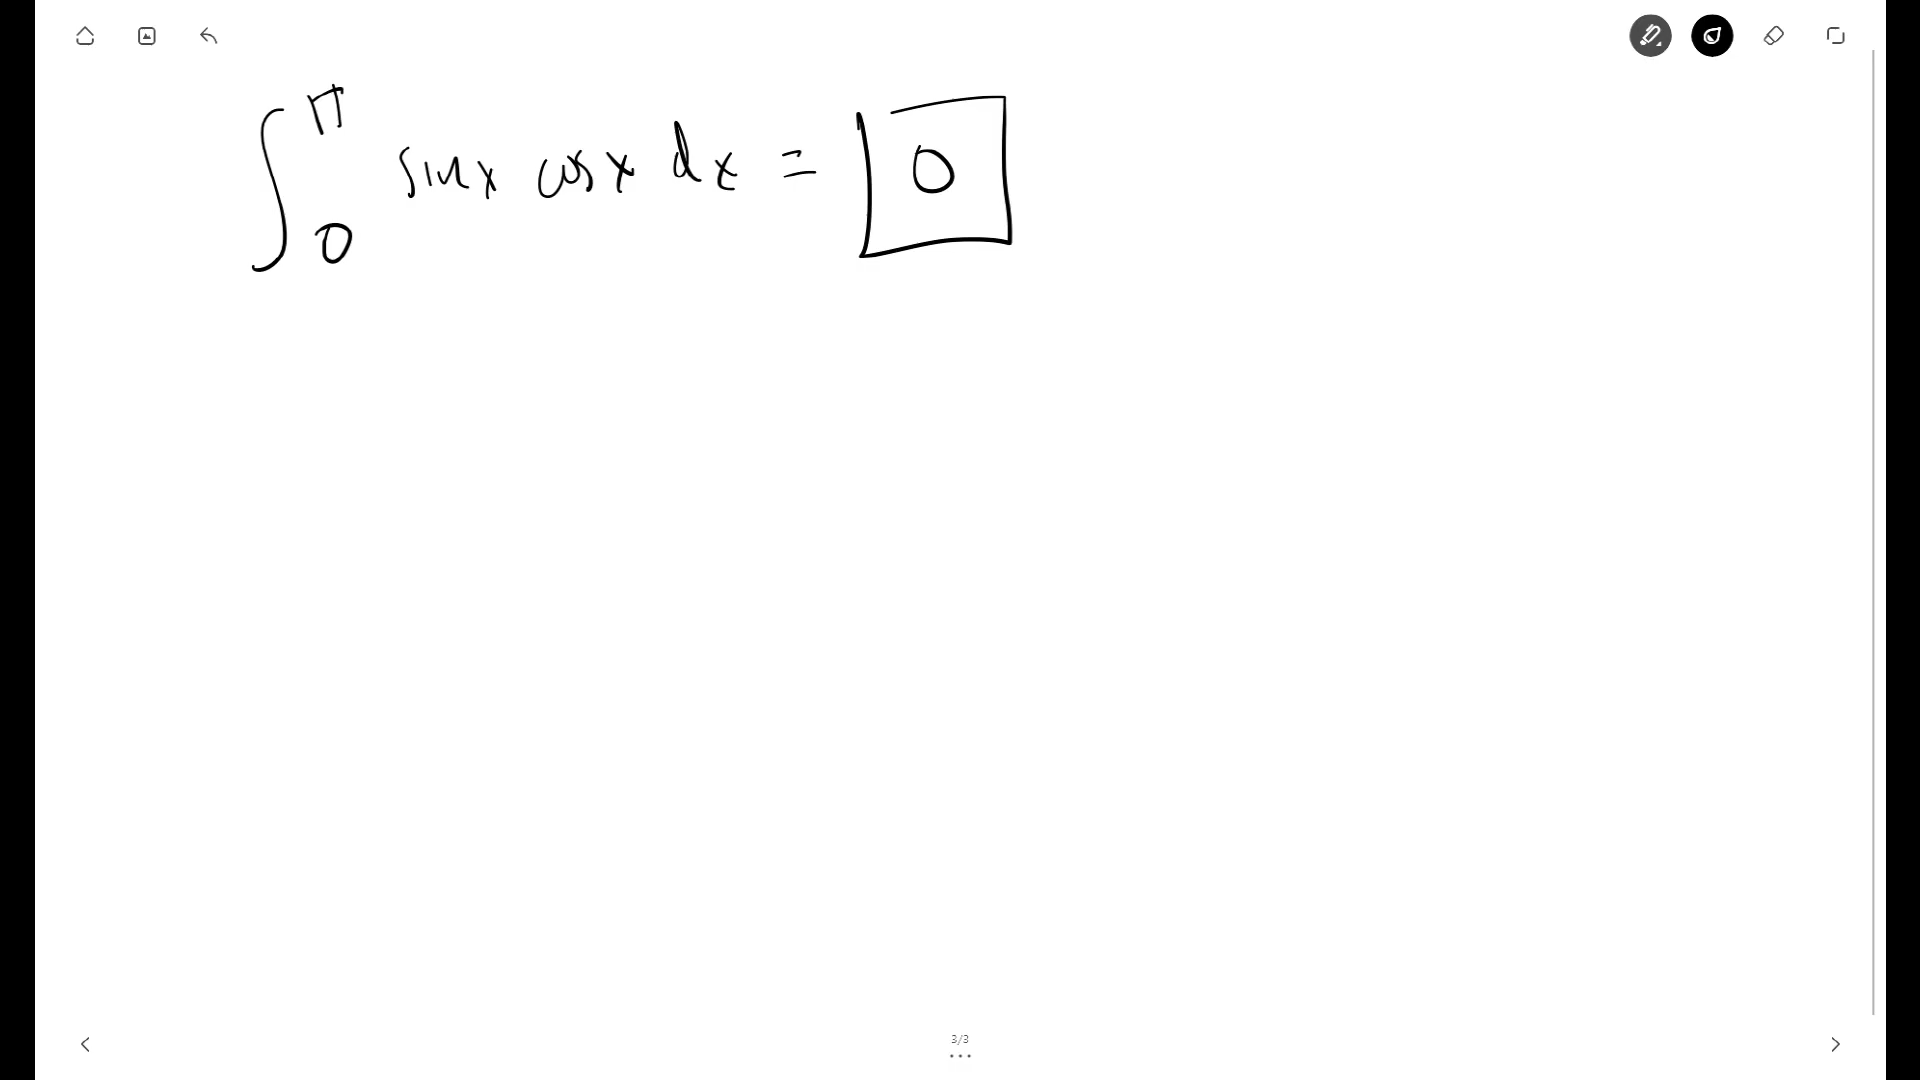 ∫₀^π sin x cos x dx = 0
3/3